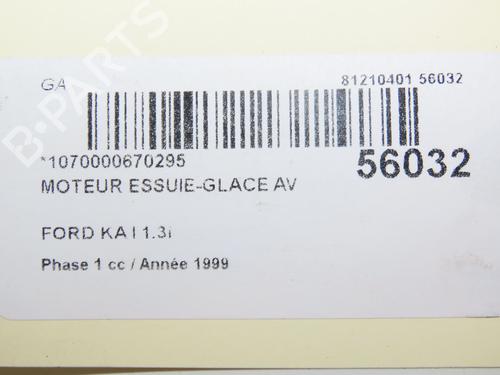 GA
81210401 56032
*1070000670295
56032
MOTEUR ESSUIE-GLACE AV
FORD KA I 1.3i
Phase 1 cc / Année 1999
B-PARTS